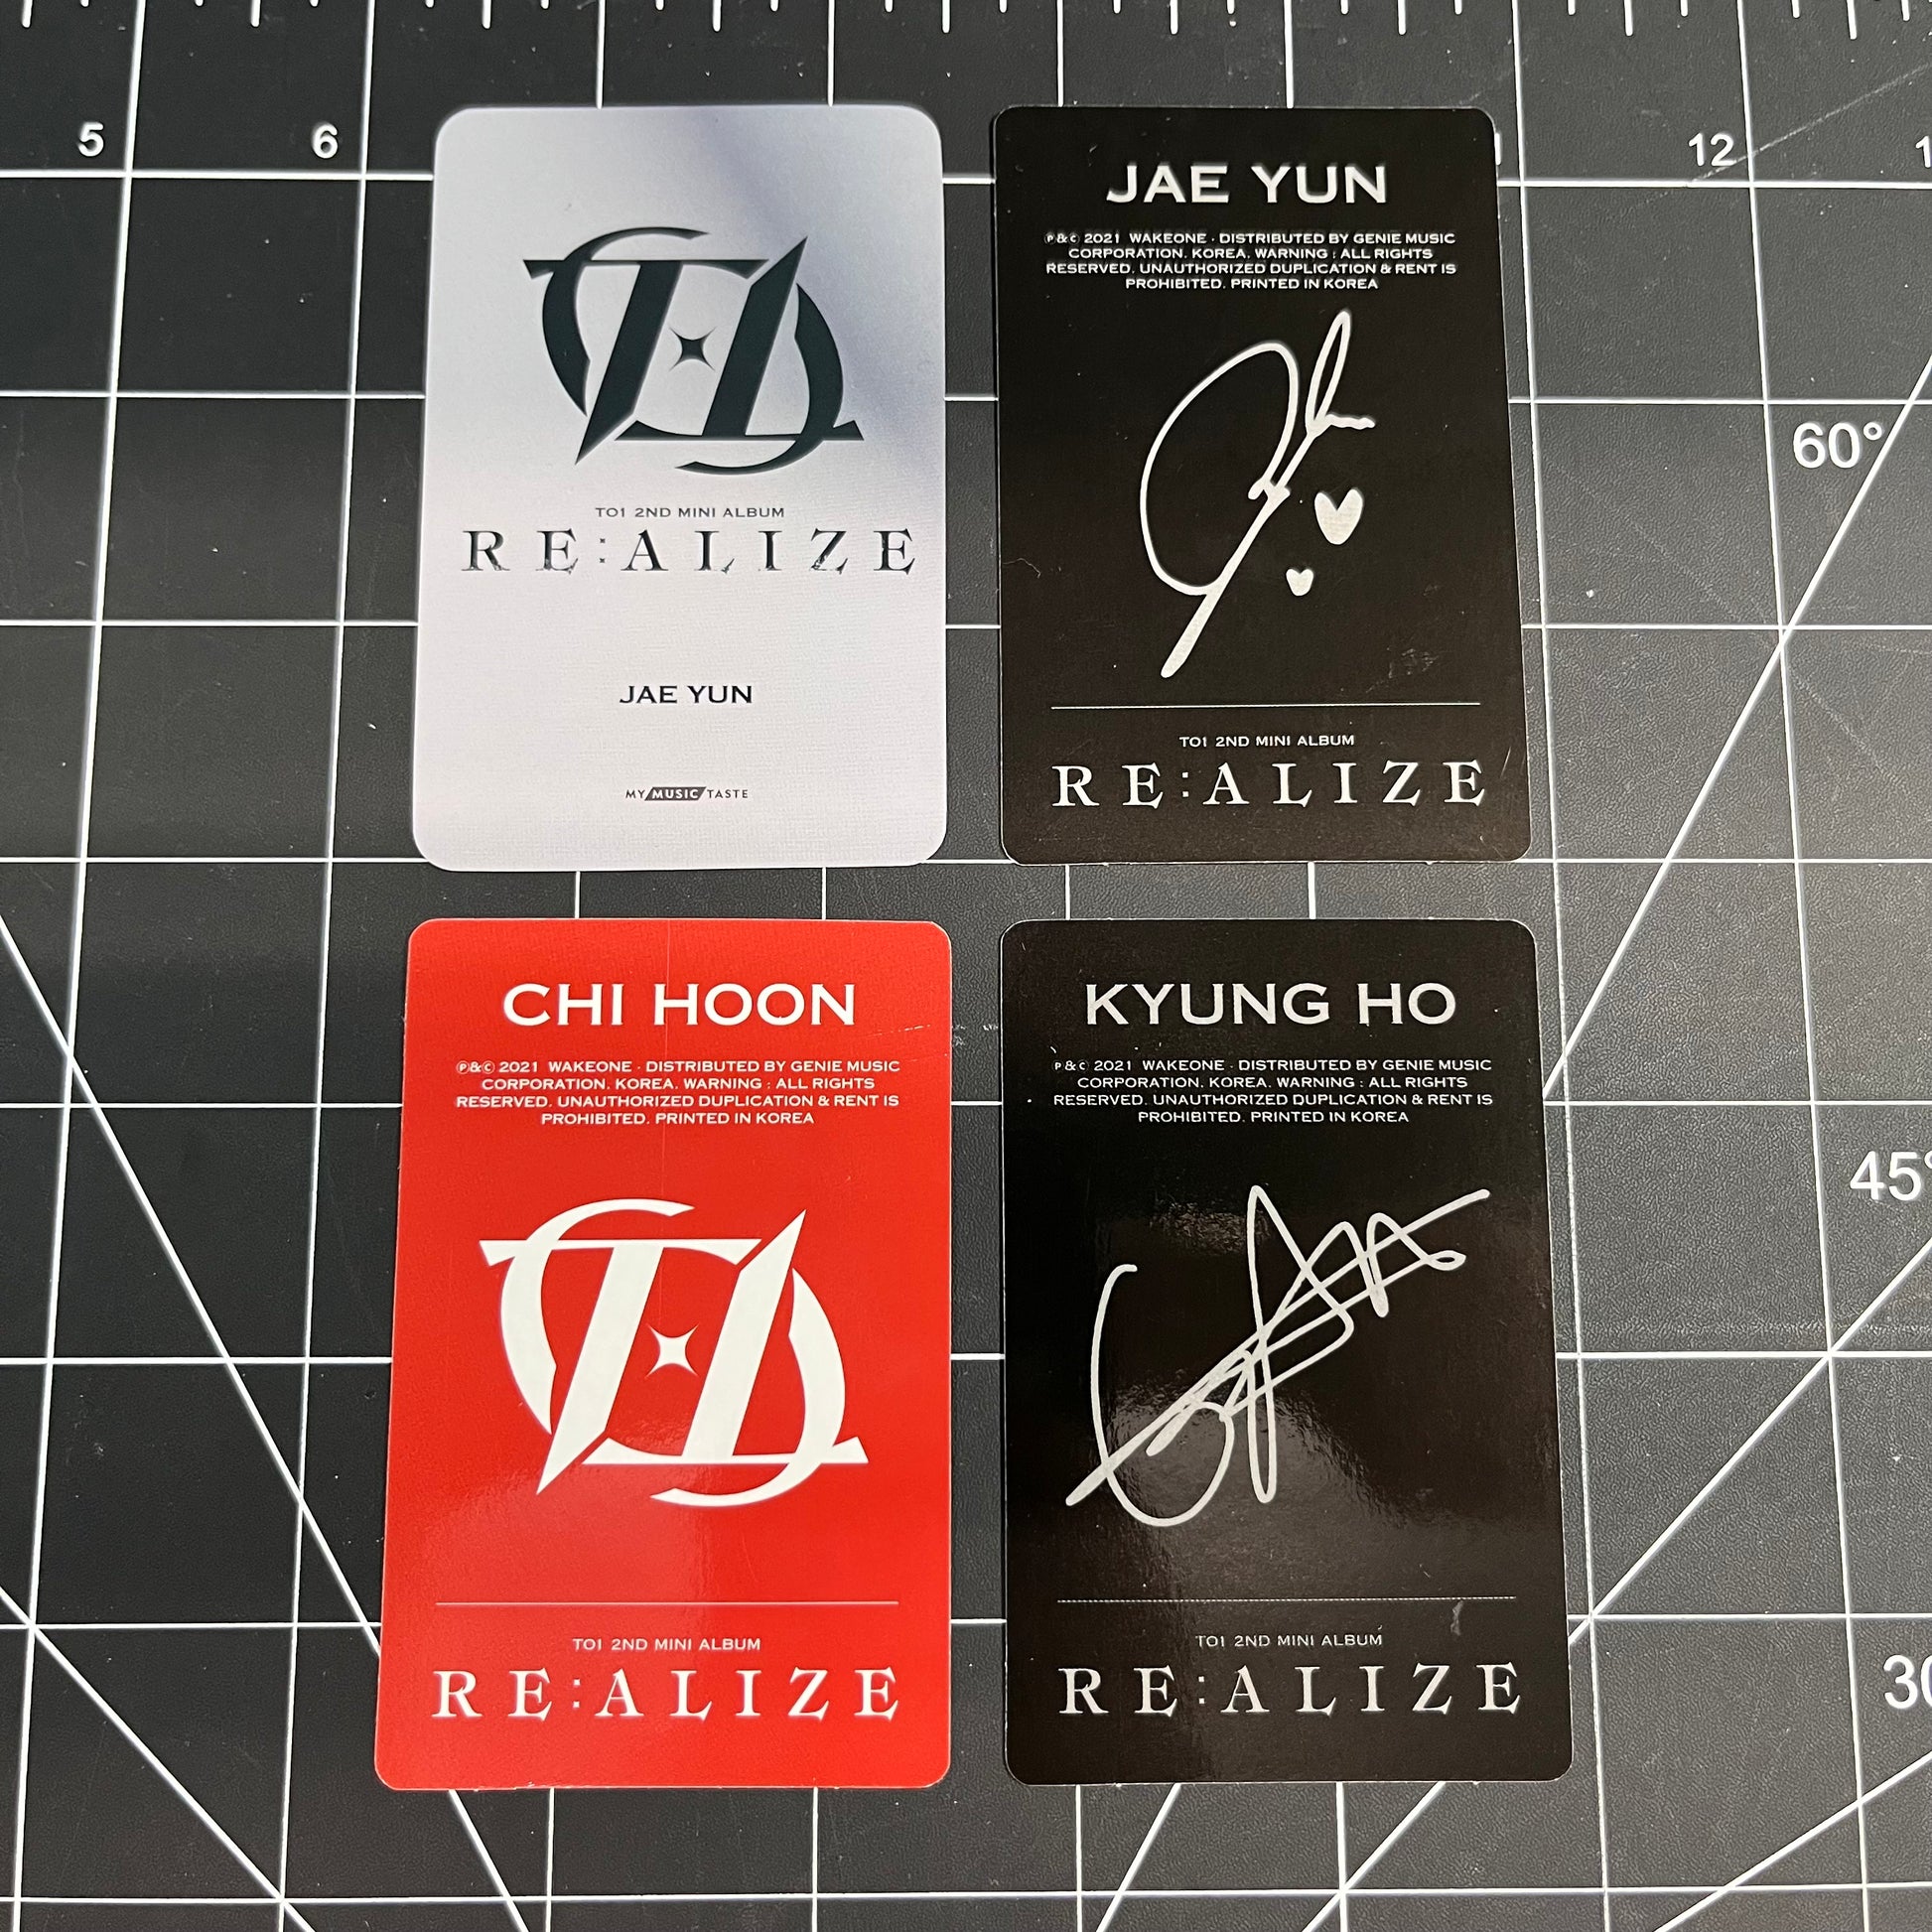 5
6
12
60°
TO1 2ND MINI ALBUM
RE:ALIZE
JAE YUN
MY MUSIC TASTE
JAE YUN
Ⓟ&Ⓒ 2021 WAKEONE · DISTRIBUTED BY GENIE MUSIC
CORPORATION. KOREA. WARNING : ALL RIGHTS
RESERVED. UNAUTHORIZED DUPLICATION & RENT IS
PROHIBITED. PRINTED IN KOREA
TO1 2ND MINI ALBUM
RE:ALIZE
CHI HOON
Ⓟ&Ⓒ 2021 WAKEONE · DISTRIBUTED BY GENIE MUSIC
CORPORATION. KOREA. WARNING : ALL RIGHTS
RESERVED. UNAUTHORIZED DUPLICATION & RENT IS
PROHIBITED. PRINTED IN KOREA
TO1 2ND MINI ALBUM
RE:ALIZE
KYUNG HO
Ⓟ&Ⓒ 2021 WAKEONE · DISTRIBUTED BY GENIE MUSIC
CORPORATION. KOREA. WARNING : ALL RIGHTS
RESERVED. UNAUTHORIZED DUPLICATION & RENT IS
PROHIBITED. PRINTED IN KOREA
TO1 2ND MINI ALBUM
RE:ALIZE
45°
30